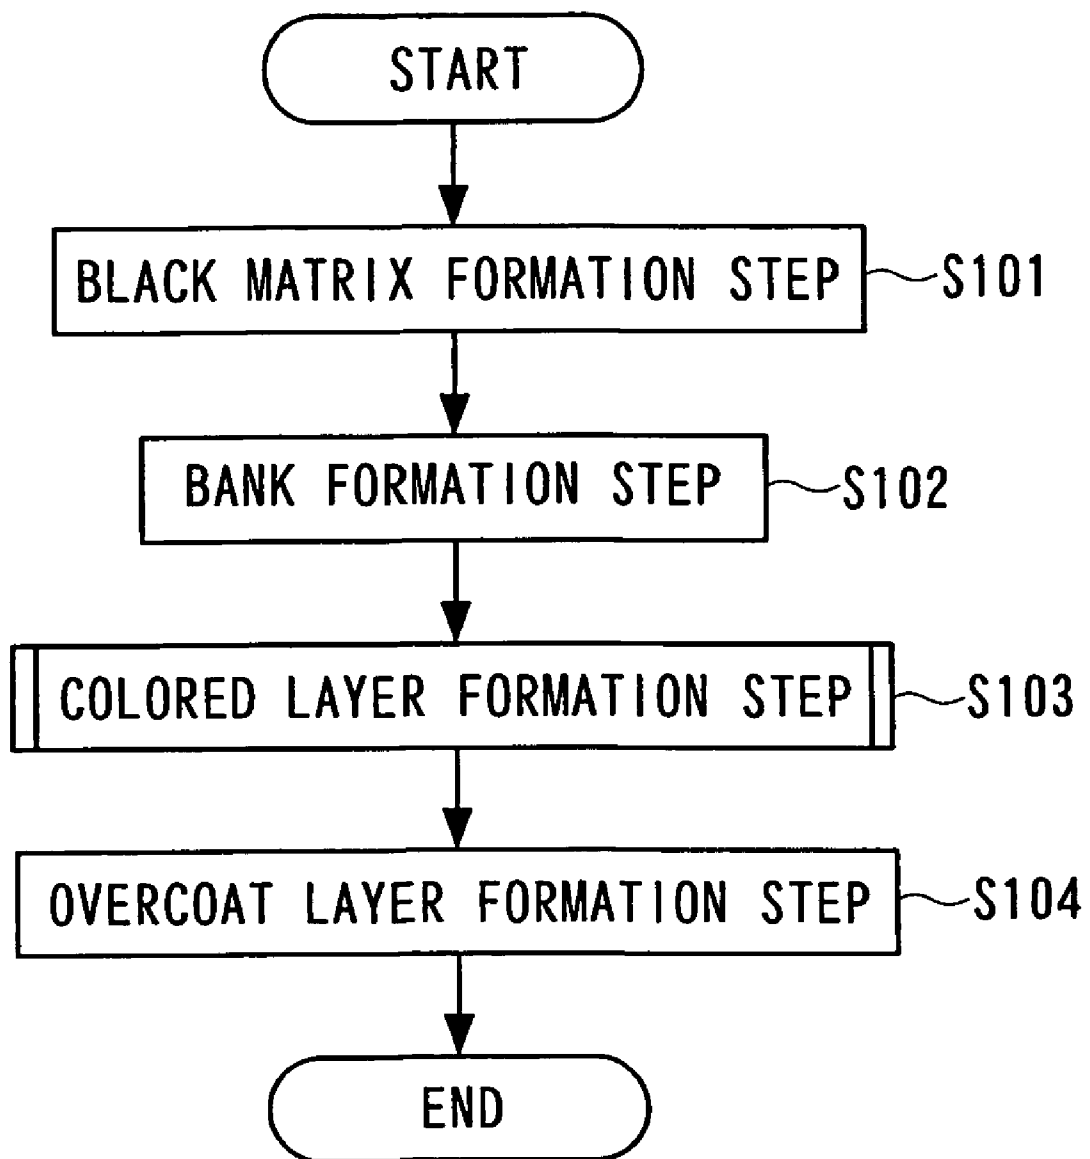 START
BLACK MATRIX FORMATION STEP S101
BANK FORMATION STEP S102
COLORED LAYER FORMATION STEP S103
OVERCOAT LAYER FORMATION STEP S104
END